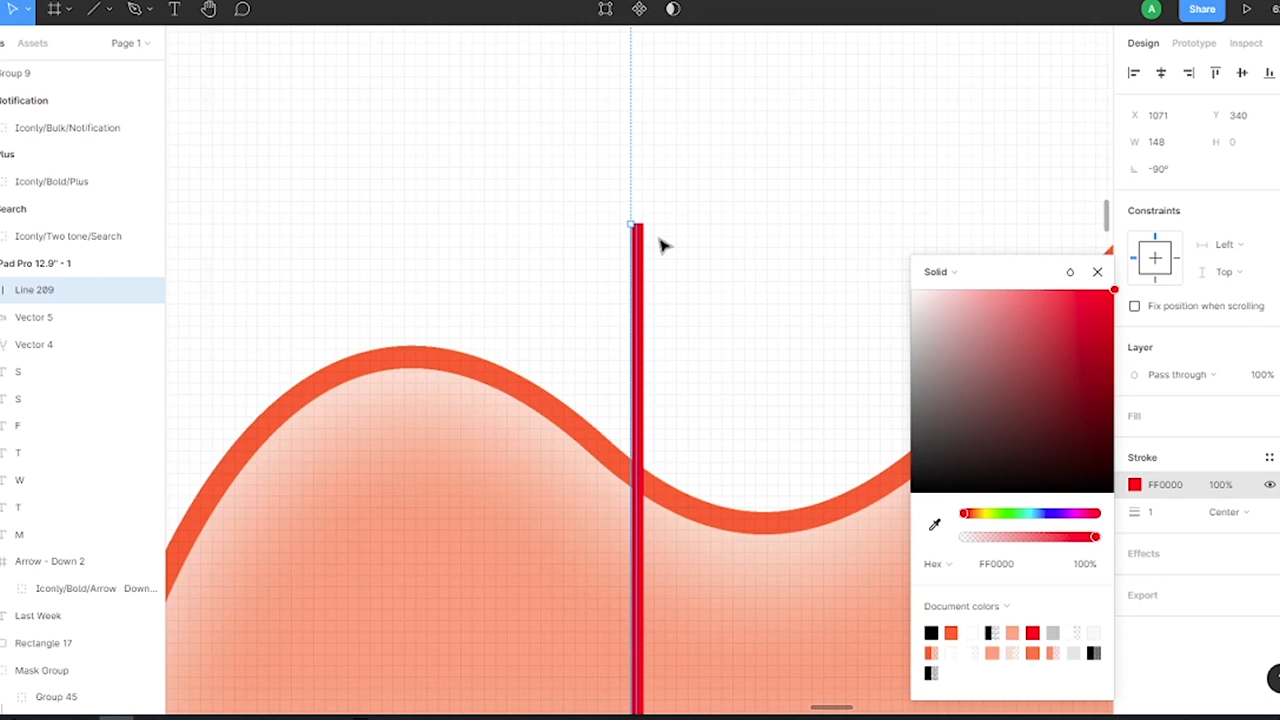 A
Share
Assets
Page 1
Group 9
Notification
Iconly/Bulk/Notification
Plus
Iconly/Bold/Plus
Search
Iconly/Two tone/Search
Pad Pro 12.9" - 1
Line 209
Vector 5
Vector 4
S
S
F
T
W
T
M
Arrow - Down 2
Iconly/Bold/Arrow Down...
Last Week
Rectangle 17
Mask Group
Group 45
Solid
Hex
FF0000
100%
Document colors
Design
Prototype
Inspect
X 1071
Y 340
W 148
H 0
-90°
Constraints
Left
Top
Fix position when scrolling
Layer
Pass through
100%
Fill
Stroke
FF0000
100%
1
Center
Effects
Export